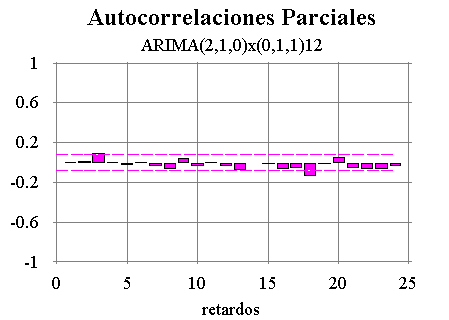 Autocorrelaciones Parciales
ARIMA(2,1,0)x(0,1,1)12
1
0.6
0.2
-0.2
-0.6
-1
0 5 10 15 20 25
retardos